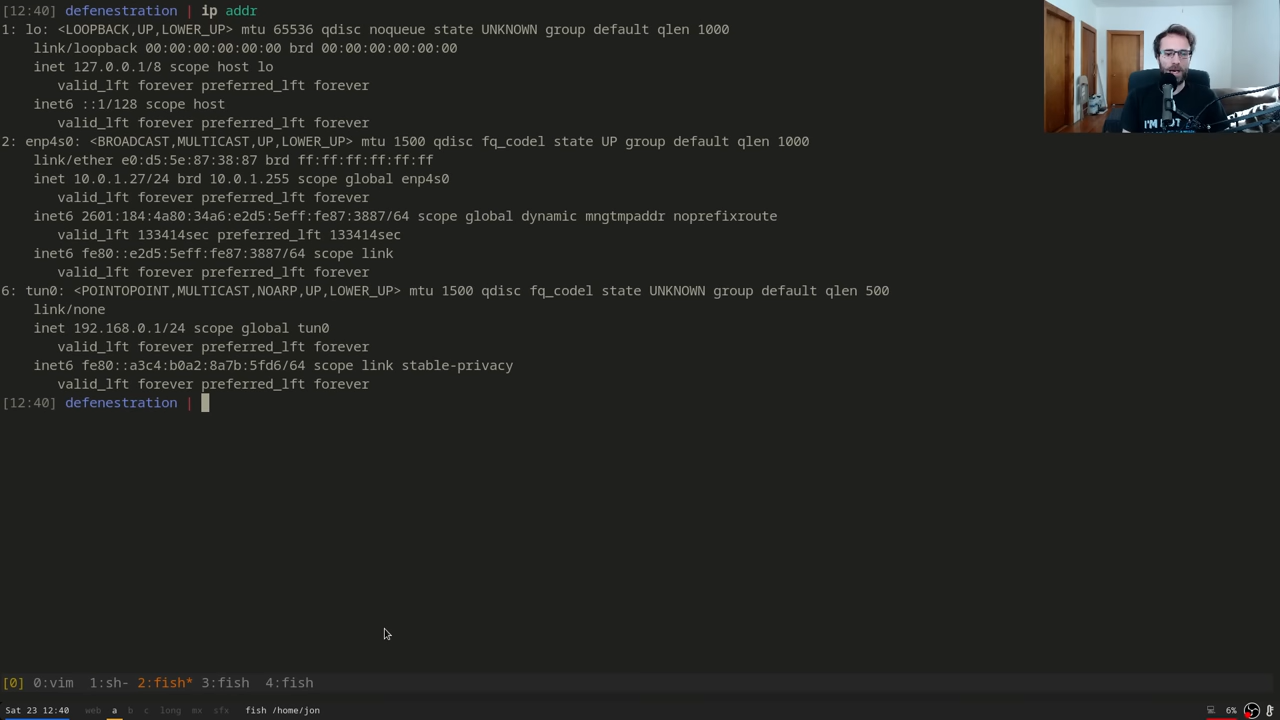 [12:40] defenestration | ip addr
1: lo: <LOOPBACK,UP,LOWER_UP> mtu 65536 qdisc noqueue state UNKNOWN group default qlen 1000
    link/loopback 00:00:00:00:00:00 brd 00:00:00:00:00:00
    inet 127.0.0.1/8 scope host lo
       valid_lft forever preferred_lft forever
    inet6 ::1/128 scope host
       valid_lft forever preferred_lft forever
2: enp4s0: <BROADCAST,MULTICAST,UP,LOWER_UP> mtu 1500 qdisc fq_codel state UP group default qlen 1000
    link/ether e0:d5:5e:87:38:87 brd ff:ff:ff:ff:ff:ff
    inet 10.0.1.27/24 brd 10.0.1.255 scope global enp4s0
       valid_lft forever preferred_lft forever
    inet6 2601:184:4a80:34a6:e2d5:5eff:fe87:3887/64 scope global dynamic mngtmpaddr noprefixroute
       valid_lft 133414sec preferred_lft 133414sec
    inet6 fe80::e2d5:5eff:fe87:3887/64 scope link
       valid_lft forever preferred_lft forever
6: tun0: <POINTOPOINT,MULTICAST,NOARP,UP,LOWER_UP> mtu 1500 qdisc fq_codel state UNKNOWN group default qlen 500
    link/none
    inet 192.168.0.1/24 scope global tun0
       valid_lft forever preferred_lft forever
    inet6 fe80::a3c4:b0a2:8a7b:5fd6/64 scope link stable-privacy
       valid_lft forever preferred_lft forever
[12:40] defenestration |
I'M NOT
[0] 0:vim  1:sh- 2:fish* 3:fish  4:fish
Sat 23 12:40 web a b c long mx sfx fish /home/jon 6%